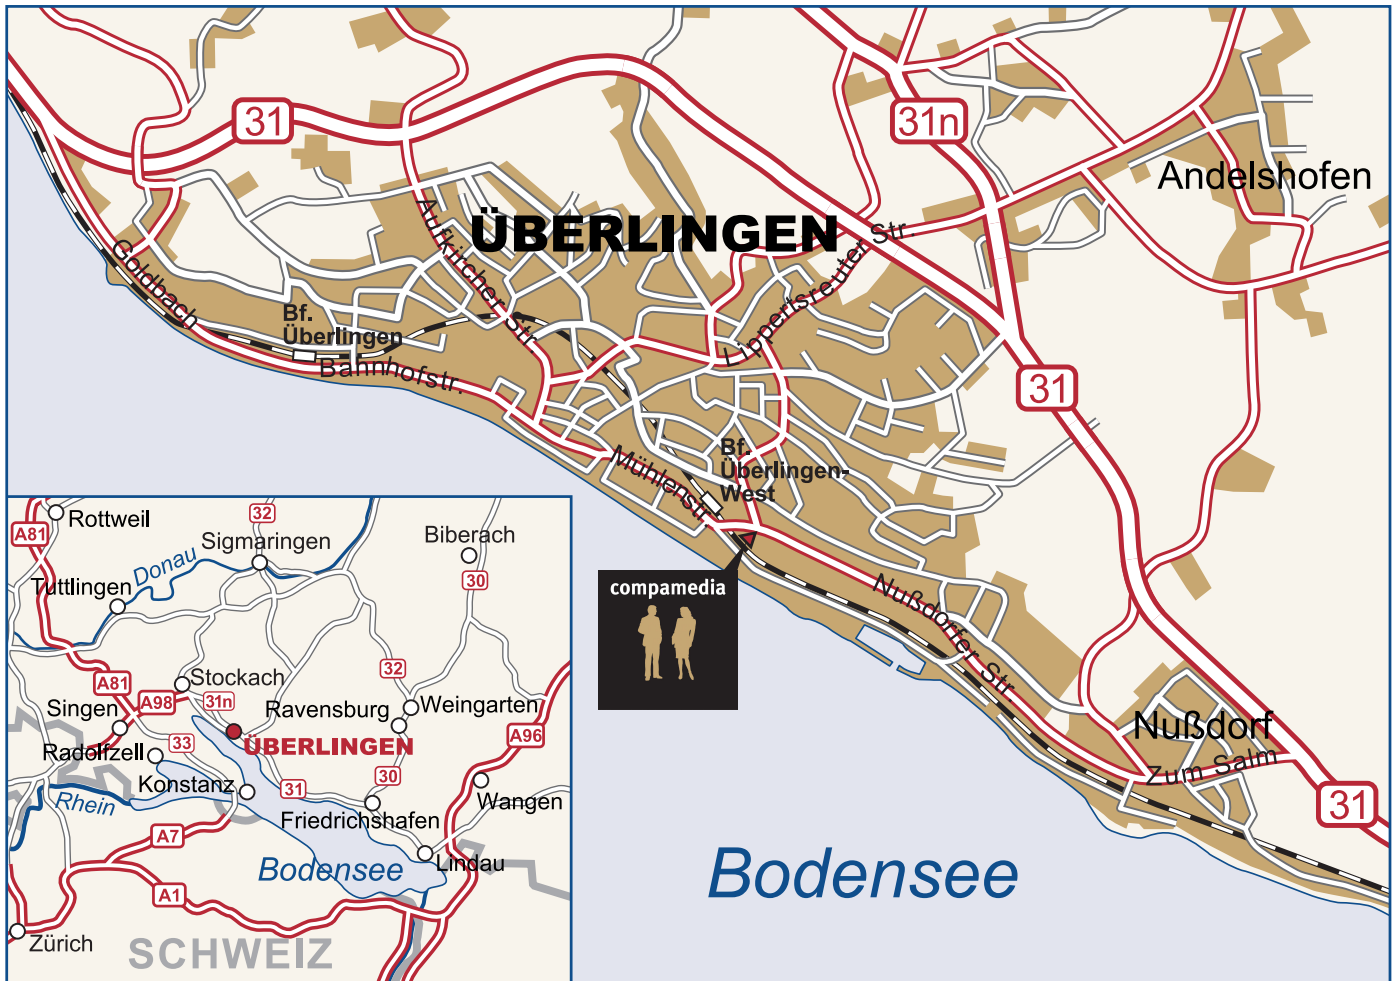 31
31n
Andelshofen
ÜBERLINGEN
Aufkircher Str.
Lippertsreuter Str.
Goldbach
Bf.
Überlingen
Bahnhofstr.
31
Bf.
Überlingen-
West
Mühlenstr.
compamedia
Nußdorfer Str.
Nußdorf
Zum Salm
31
Bodensee
A81
Rottweil
32
Sigmaringen
Biberach
Donau
Tuttlingen
30
A81
Stockach
32
A98
31n
Singen
Ravensburg
Weingarten
Radolfzell
33
ÜBERLINGEN
A96
Konstanz
31
30
Rhein
Wangen
Friedrichshafen
A7
Bodensee
Lindau
A1
Zürich
SCHWEIZ